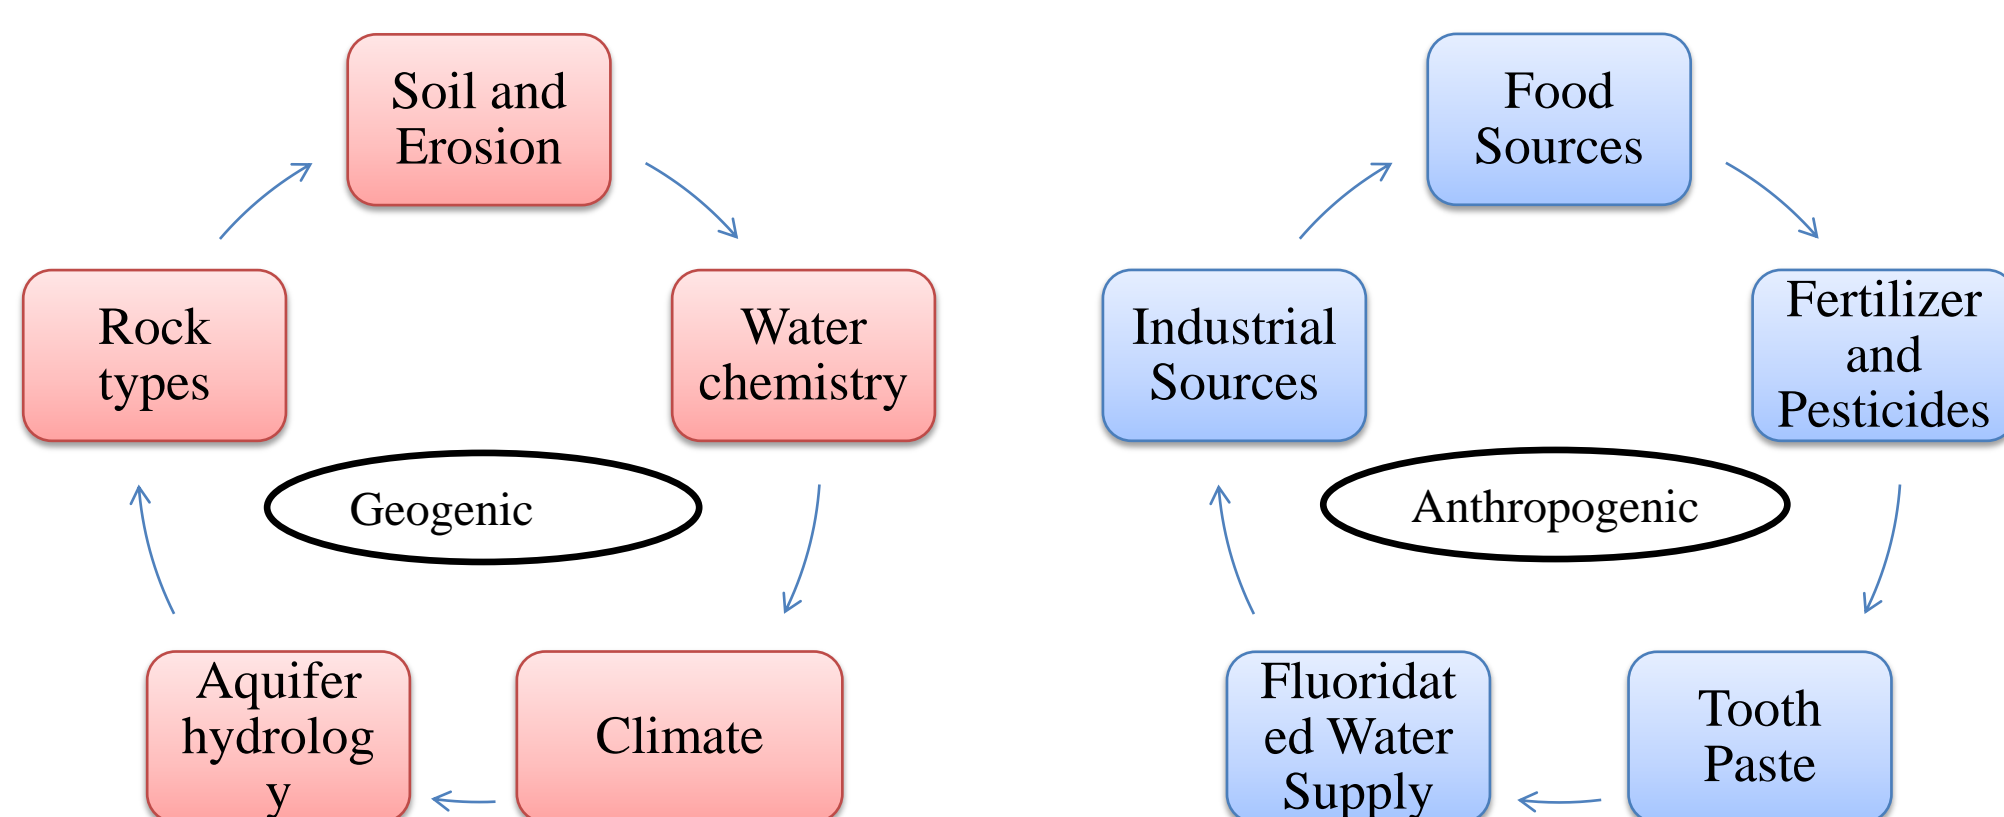 Soil and
Erosion
Water
chemistry
Climate
Aquifer
hydrolog
y
Rock
types
Geogenic
Food
Sources
Fertilizer
and
Pesticides
Tooth
Paste
Fluoridat
ed Water
Supply
Industrial
Sources
Anthropogenic